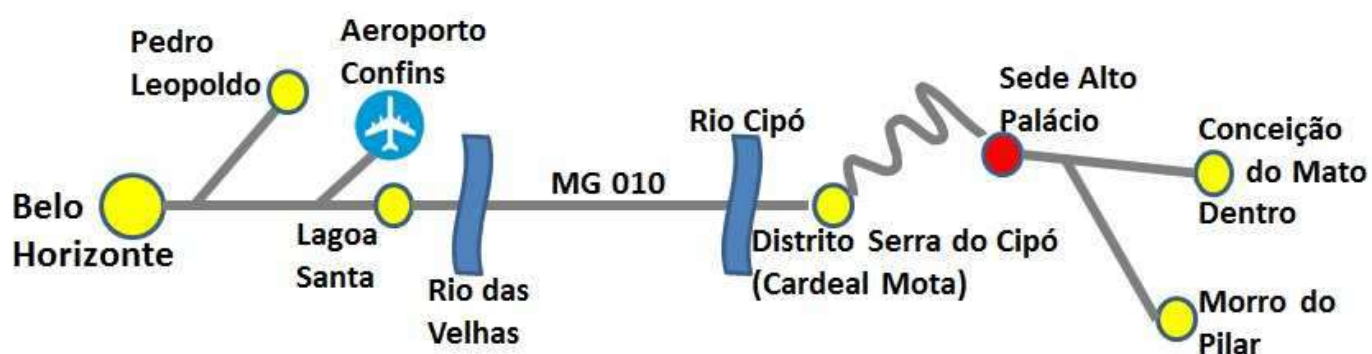 Pedro
Leopoldo
Aeroporto
Confins
Belo
Horizonte
Lagoa
Santa
Rio das
Velhas
MG 010
Rio Cipó
Distrito Serra do Cipó
(Cardeal Mota)
Sede Alto
Palácio
Conceição
do Mato
Dentro
Morro do
Pilar